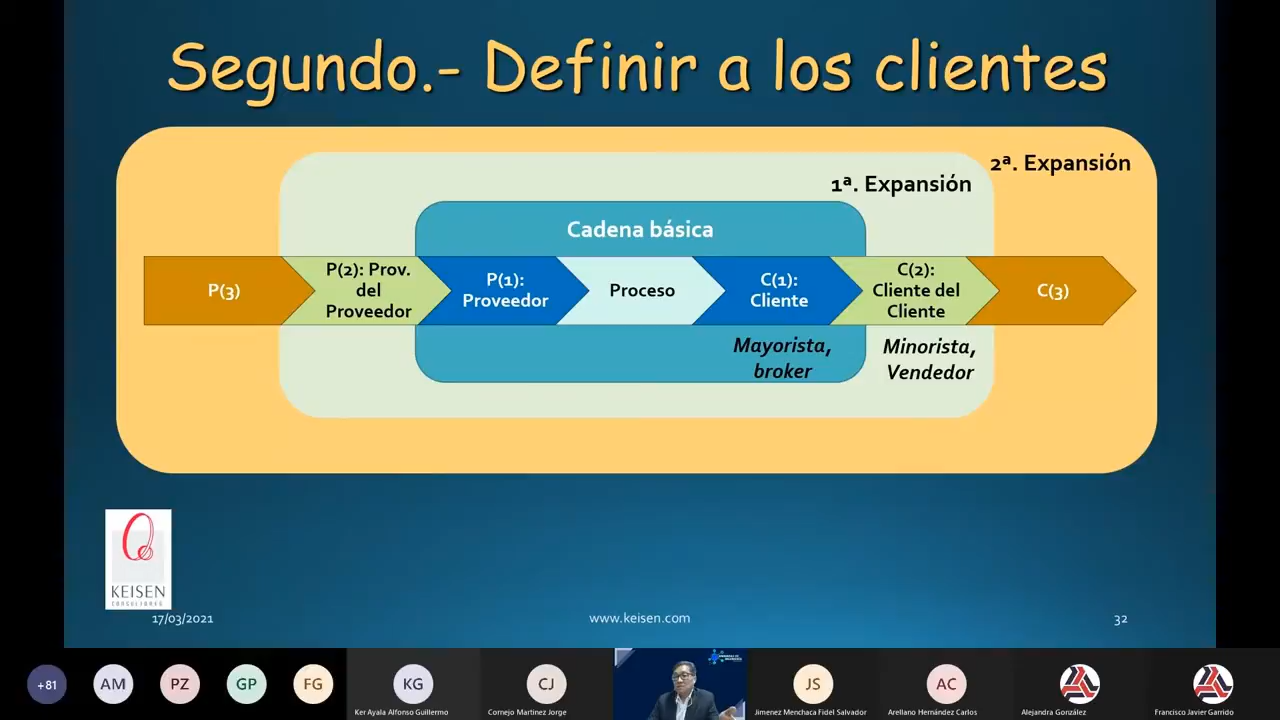 Segundo.- Definir a los clientes
2ª. Expansión
1ª. Expansión
Cadena básica
P(3)
P(2): Prov.
del
Proveedor
P(1):
Proveedor
Proceso
C(1):
Cliente
C(2):
Cliente del
Cliente
C(3)
Mayorista,
broker
Minorista,
Vendedor
KEISEN
CONSULTORES
17/03/2021
www.keisen.com
32
+81
AM
PZ
GP
FG
KG
CJ
JS
AC
Ker Ayala Alfonso Guillermo
Cornejo Martinez Jorge
Jimenez Menchaca Fidel Salvador
Arellano Hernández Carlos
Alejandra González
Francisco Javier Garrido